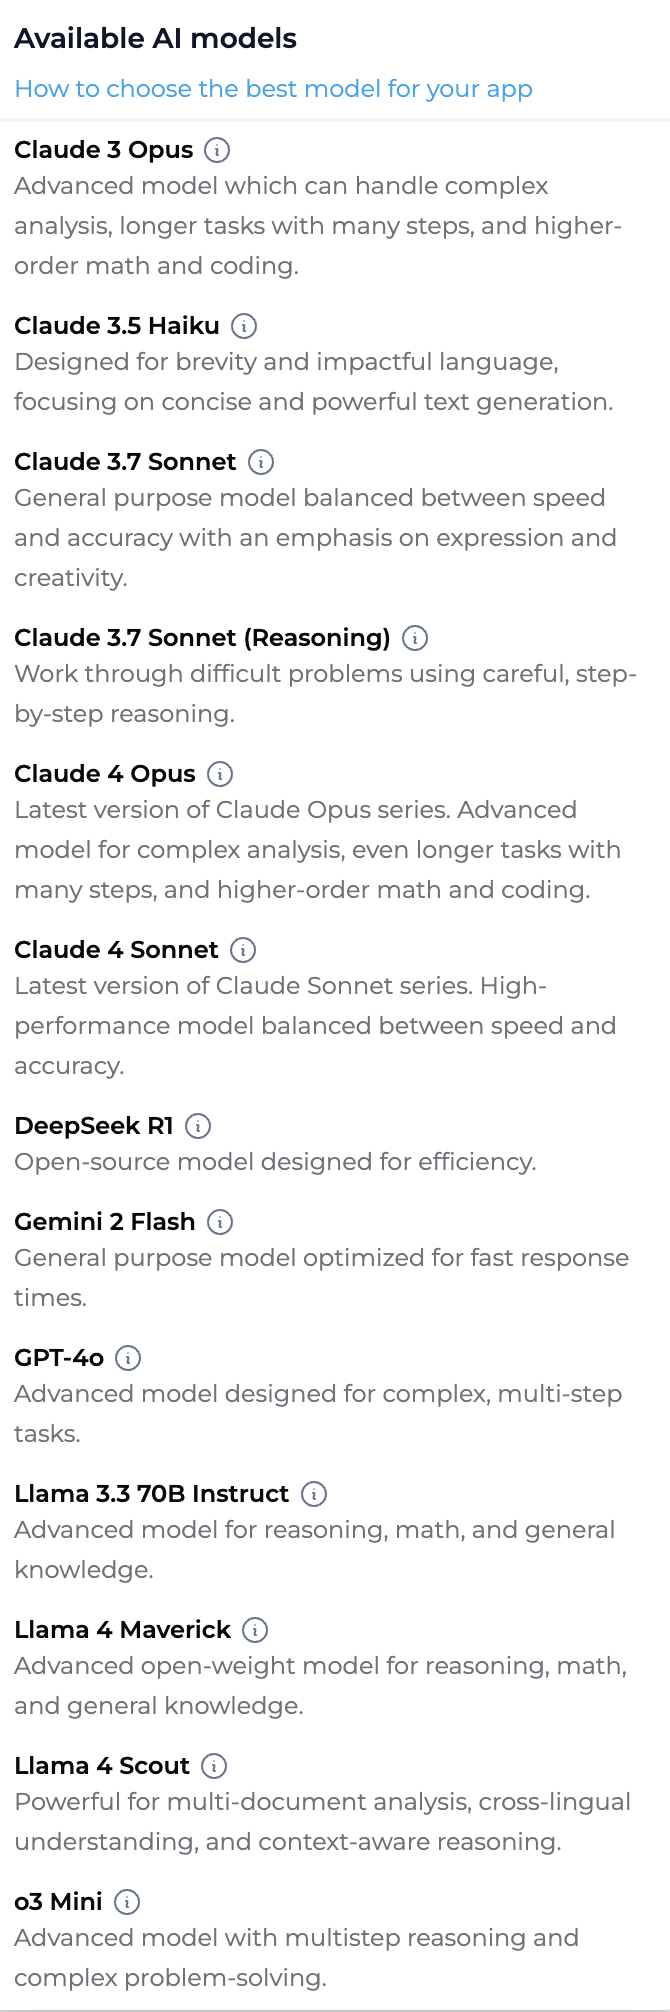 Available AI models
How to choose the best model for your app
Claude 3 Opus
Advanced model which can handle complex
analysis, longer tasks with many steps, and higher-
order math and coding.
Claude 3.5 Haiku
Designed for brevity and impactful language,
focusing on concise and powerful text generation.
Claude 3.7 Sonnet
General purpose model balanced between speed
and accuracy with an emphasis on expression and
creativity.
Claude 3.7 Sonnet (Reasoning)
Work through difficult problems using careful, step-
by-step reasoning.
Claude 4 Opus
Latest version of Claude Opus series. Advanced
model for complex analysis, even longer tasks with
many steps, and higher-order math and coding.
Claude 4 Sonnet
Latest version of Claude Sonnet series. High-
performance model balanced between speed and
accuracy.
DeepSeek R1
Open-source model designed for efficiency.
Gemini 2 Flash
General purpose model optimized for fast response
times.
GPT-4o
Advanced model designed for complex, multi-step
tasks.
Llama 3.3 70B Instruct
Advanced model for reasoning, math, and general
knowledge.
Llama 4 Maverick
Advanced open-weight model for reasoning, math,
and general knowledge.
Llama 4 Scout
Powerful for multi-document analysis, cross-lingual
understanding, and context-aware reasoning.
o3 Mini
Advanced model with multistep reasoning and
complex problem-solving.